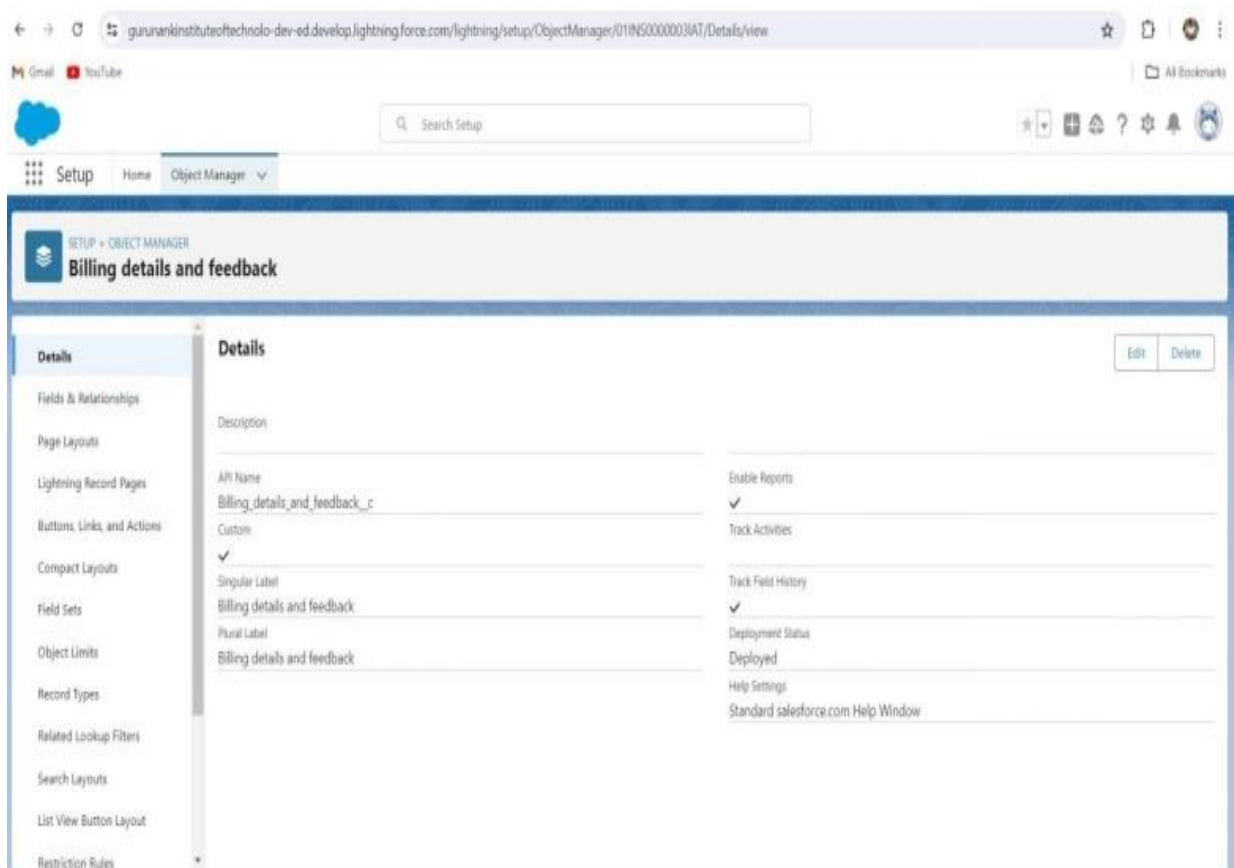 gurunankinstituteoftechnolo-dev-ed.develop.lightning.force.com/lightning/setup/ObjectManager/01INS0000003IAT/Details/view
Gmail YouTube All Bookmarks
Search Setup
Setup Home Object Manager
SETUP > OBJECT MANAGER
Billing details and feedback
Details
Fields & Relationships
Page Layouts
Lightning Record Pages
Buttons, Links, and Actions
Compact Layouts
Field Sets
Object Limits
Record Types
Related Lookup Filters
Search Layouts
List View Button Layout
Restriction Rules
Details
Edit Delete
Description
API Name
Billing_details_and_feedback__c
Custom
Singular Label
Billing details and feedback
Plural Label
Billing details and feedback
Enable Reports
Track Activities
Track Field History
Deployment Status
Deployed
Help Settings
Standard salesforce.com Help Window